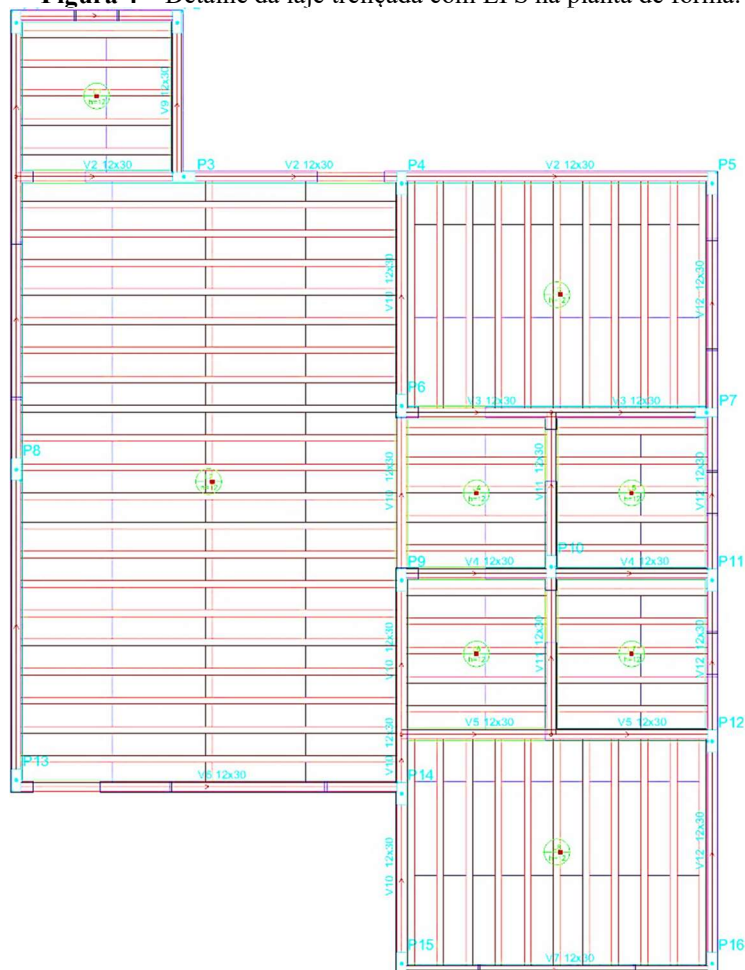 Figura 4 – Detalhe da laje treliçada com EPS na planta de forma.
V9 12x30
V2 12x30
P3
V2 12x30
P4
V2 12x30
P5
V10 12x30
V12 12x30
P6
V3 12x30
V3 12x30
P7
P8
V10 12x30
V11 12x30
V12 12x30
P9
V4 12x30
P10
V4 12x30
P11
V10 12x30
V11 12x30
V12 12x30
V5 12x30
V5 12x30
P12
P13
V6 12x30
V10 12x30
P14
V10 12x30
V12 12x30
P15
V7 12x30
P16